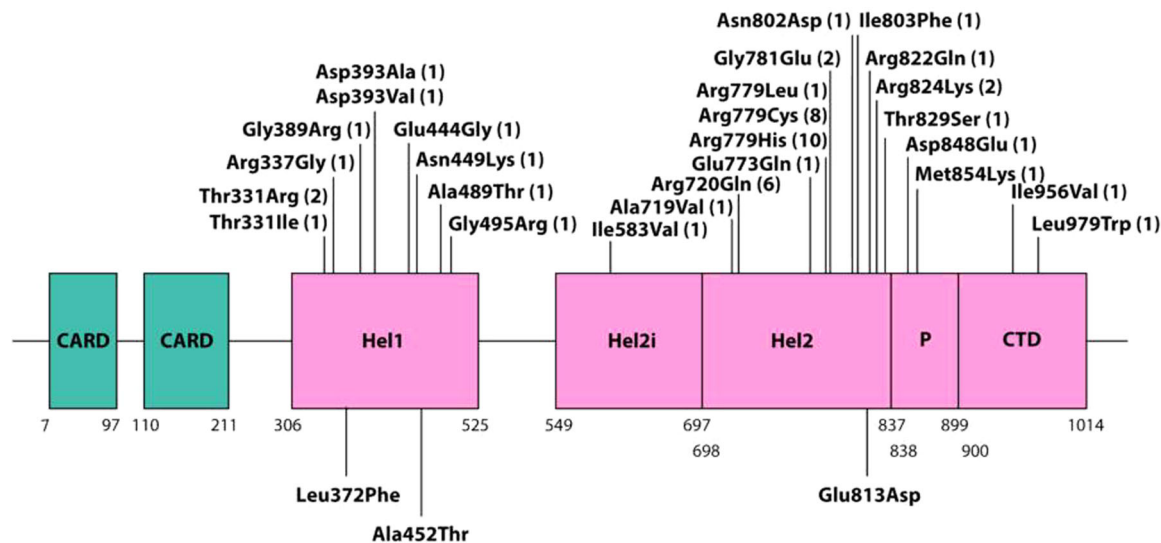 Asn802Asp (1) Ile803Phe (1)
Gly781Glu (2) Arg822Gln (1)
Asp393Ala (1)
Arg779Leu (1) Arg824Lys (2)
Asp393Val (1)
Arg779Cys (8) Thr829Ser (1)
Gly389Arg (1) Glu444Gly (1)
Arg779His (10) Asp848Glu (1)
Arg337Gly (1) Asn449Lys (1)
Glu773Gln (1) Met854Lys (1)
Thr331Arg (2) Ala489Thr (1)
Arg720Gln (6) Ile956Val (1)
Ala719Val (1)
Thr331Ile (1) Gly495Arg (1)
Ile583Val (1) Leu979Trp (1)
CARD CARD Hel1 Hel2i Hel2 P CTD
7 97 110 211 306 525 549 697 837 899 1014
698 838 900
Leu372Phe Glu813Asp
Ala452Thr